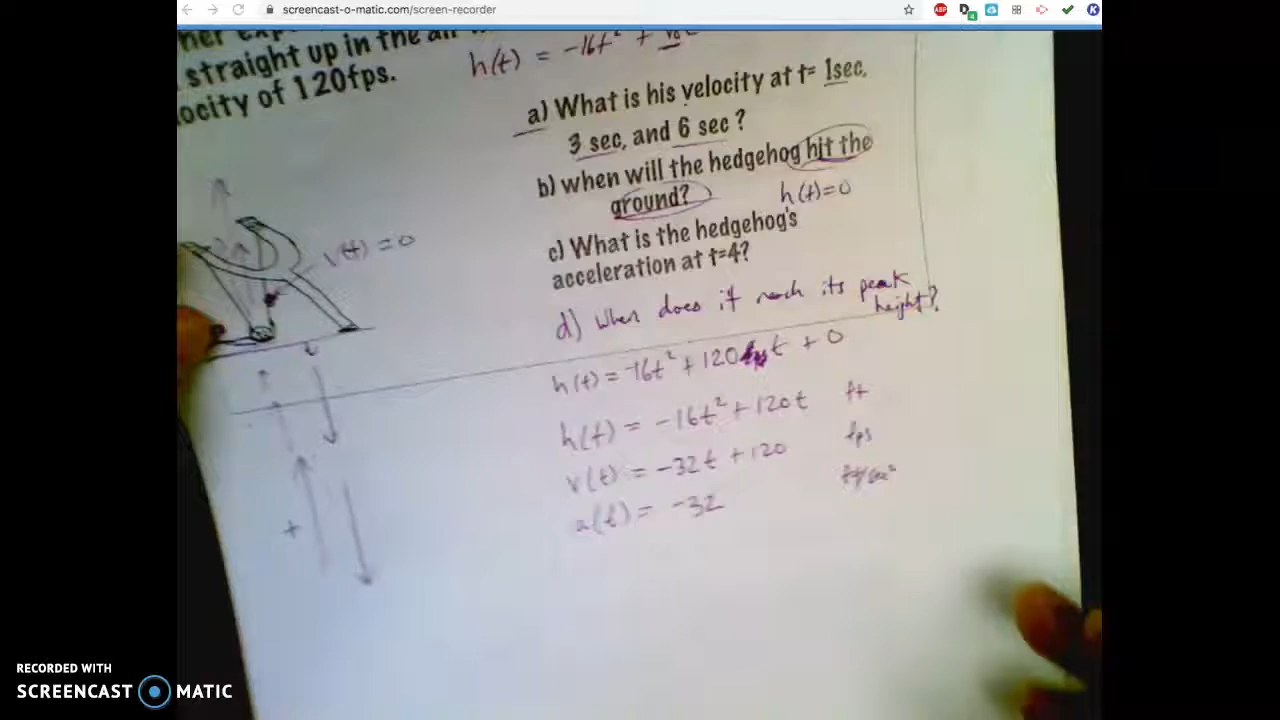 screencast-o-matic.com/screen-recorder
straight up in the air
ocity of 120fps.
h(t) = -16t² +
a) What is his velocity at t= 1sec,
3 sec, and 6 sec?
b) when will the hedgehog hit the
ground?
h(t)=0
c) What is the hedgehog's
acceleration at t=4?
v(t) = 0
d) When does it reach its peak
height?
h(t) = -16t² + 120 t + 0
h(t) = -16t² + 120t ft
v(t) = -32t + 120 fps
a(t) = -32 ft/sec²
+
RECORDED WITH
SCREENCAST MATIC